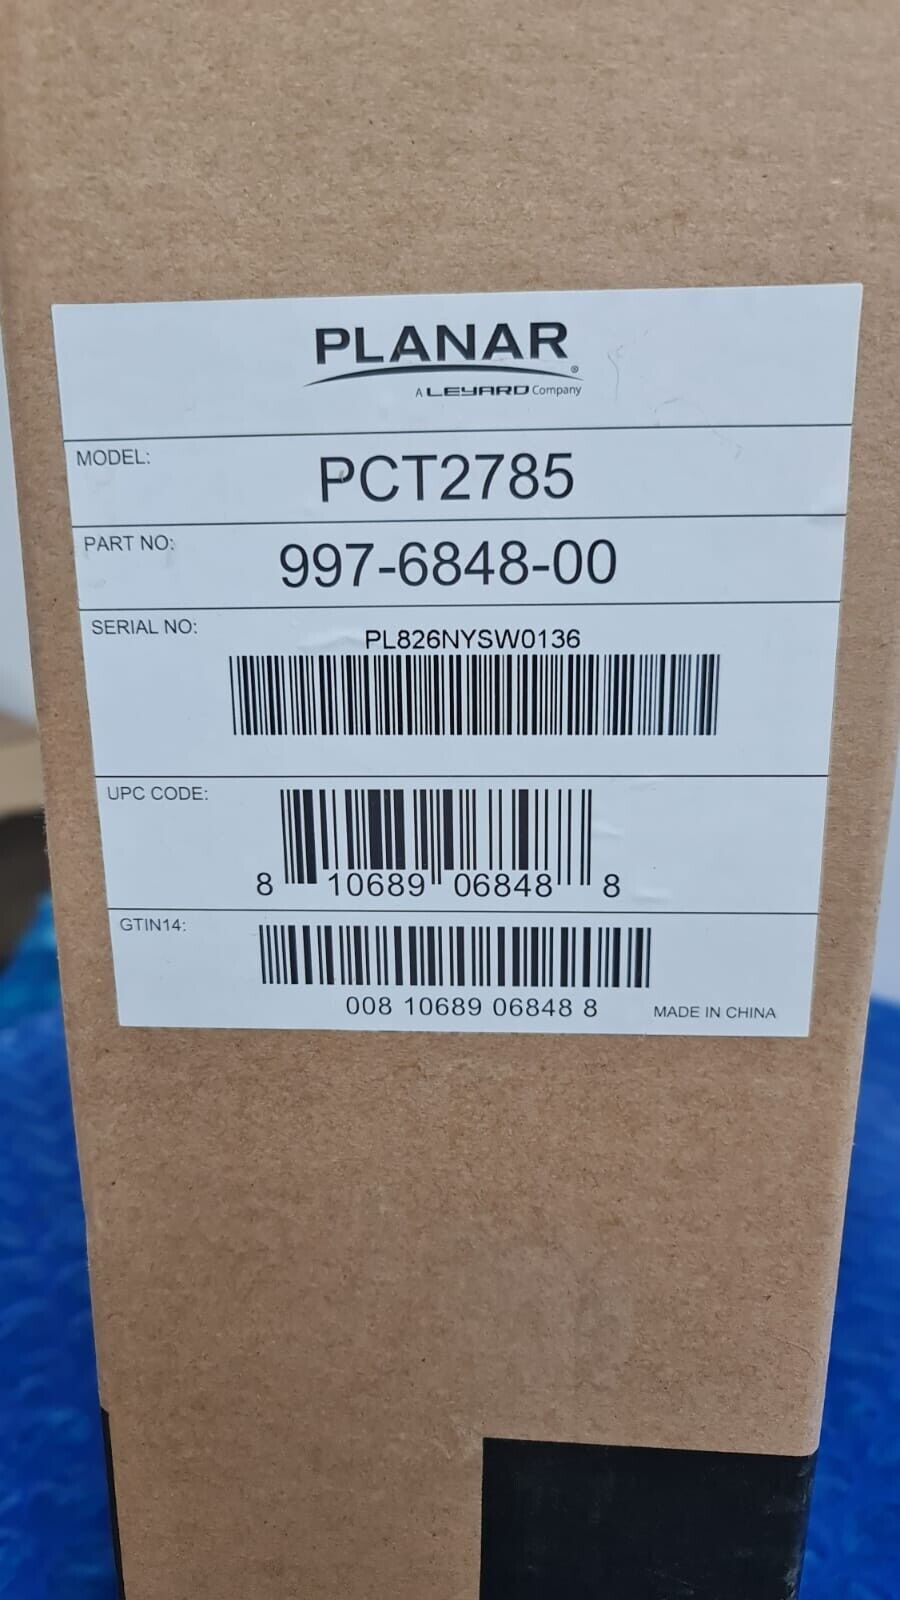 PLANAR
®
A LEYARD Company
MODEL:
PCT2785
PART NO:
997-6848-00
SERIAL NO:
PL826NYSW0136
UPC CODE:
8 10689 06848 8
GTIN14:
008 10689 06848 8
MADE IN CHINA